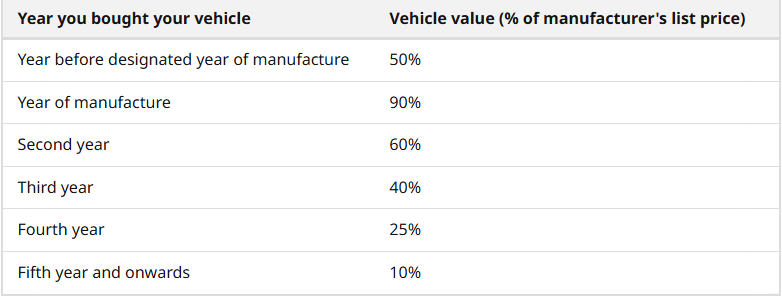 Year you bought your vehicle Vehicle value (% of manufacturer's list price)
Year before designated year of manufacture 50%
Year of manufacture 90%
Second year 60%
Third year 40%
Fourth year 25%
Fifth year and onwards 10%